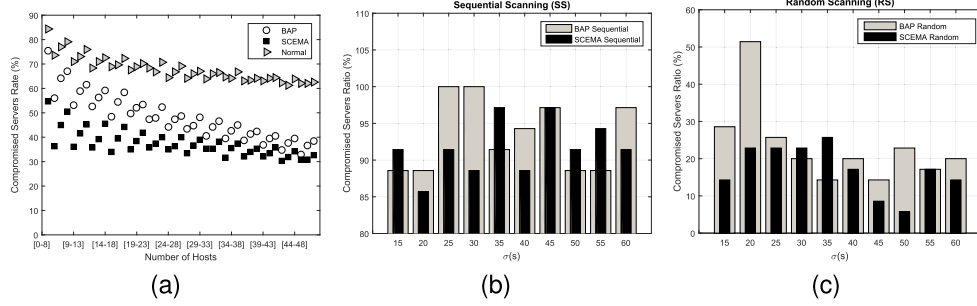 90
80
70
60
50
40
30
20
10
0
Compromised Servers Rate (%)
BAP
SCEMA
Normal
[0-8] [9-13] [14-18] [19-23] [24-28] [29-33] [34-38] [39-43] [44-48]
Number of Hosts
(a)
Sequential Scanning (SS)
110
105
100
95
90
85
80
Compromised Servers Ratio (%)
BAP Sequential
SCEMA Sequential
15 20 25 30 35 40 45 50 55 60
σ(s)
(b)
Random Scanning (RS)
60
50
40
30
20
10
0
Compromised Servers Ratio (%)
BAP Random
SCEMA Random
15 20 25 30 35 40 45 50 55 60
σ(s)
(c)